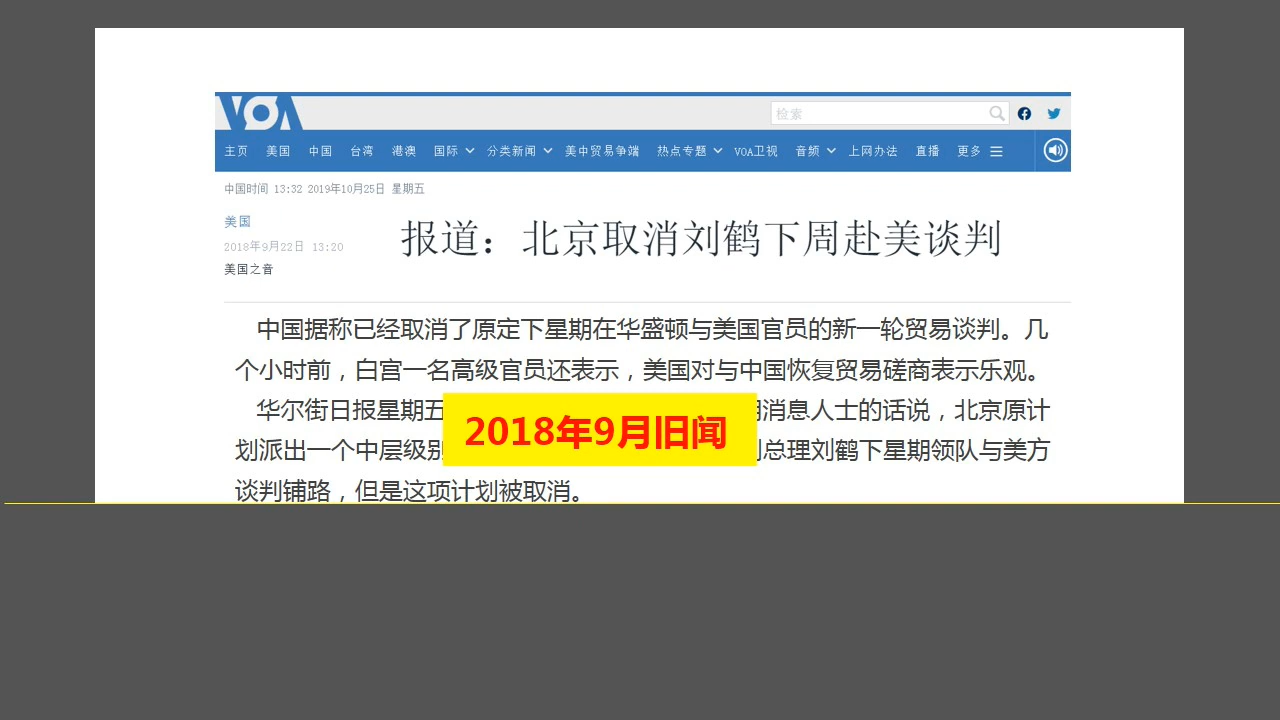 VOA
检索
主页 美国 中国 台湾 港澳 国际 分类新闻 美中贸易争端 热点专题 VOA卫视 音频 上网办法 直播 更多
中国时间 13:32 2019年10月25日 星期五
美国
报道：北京取消刘鹤下周赴美谈判
2018年9月22日 13:20
美国之音
中国据称已经取消了原定下星期在华盛顿与美国官员的新一轮贸易谈判。几
个小时前，白宫一名高级官员还表示，美国对与中国恢复贸易磋商表示乐观。
华尔街日报星期五 消息人士的话说，北京原计
划派出一个中层级别 总理刘鹤下星期领队与美方
谈判铺路，但是这项计划被取消。
2018年9月旧闻